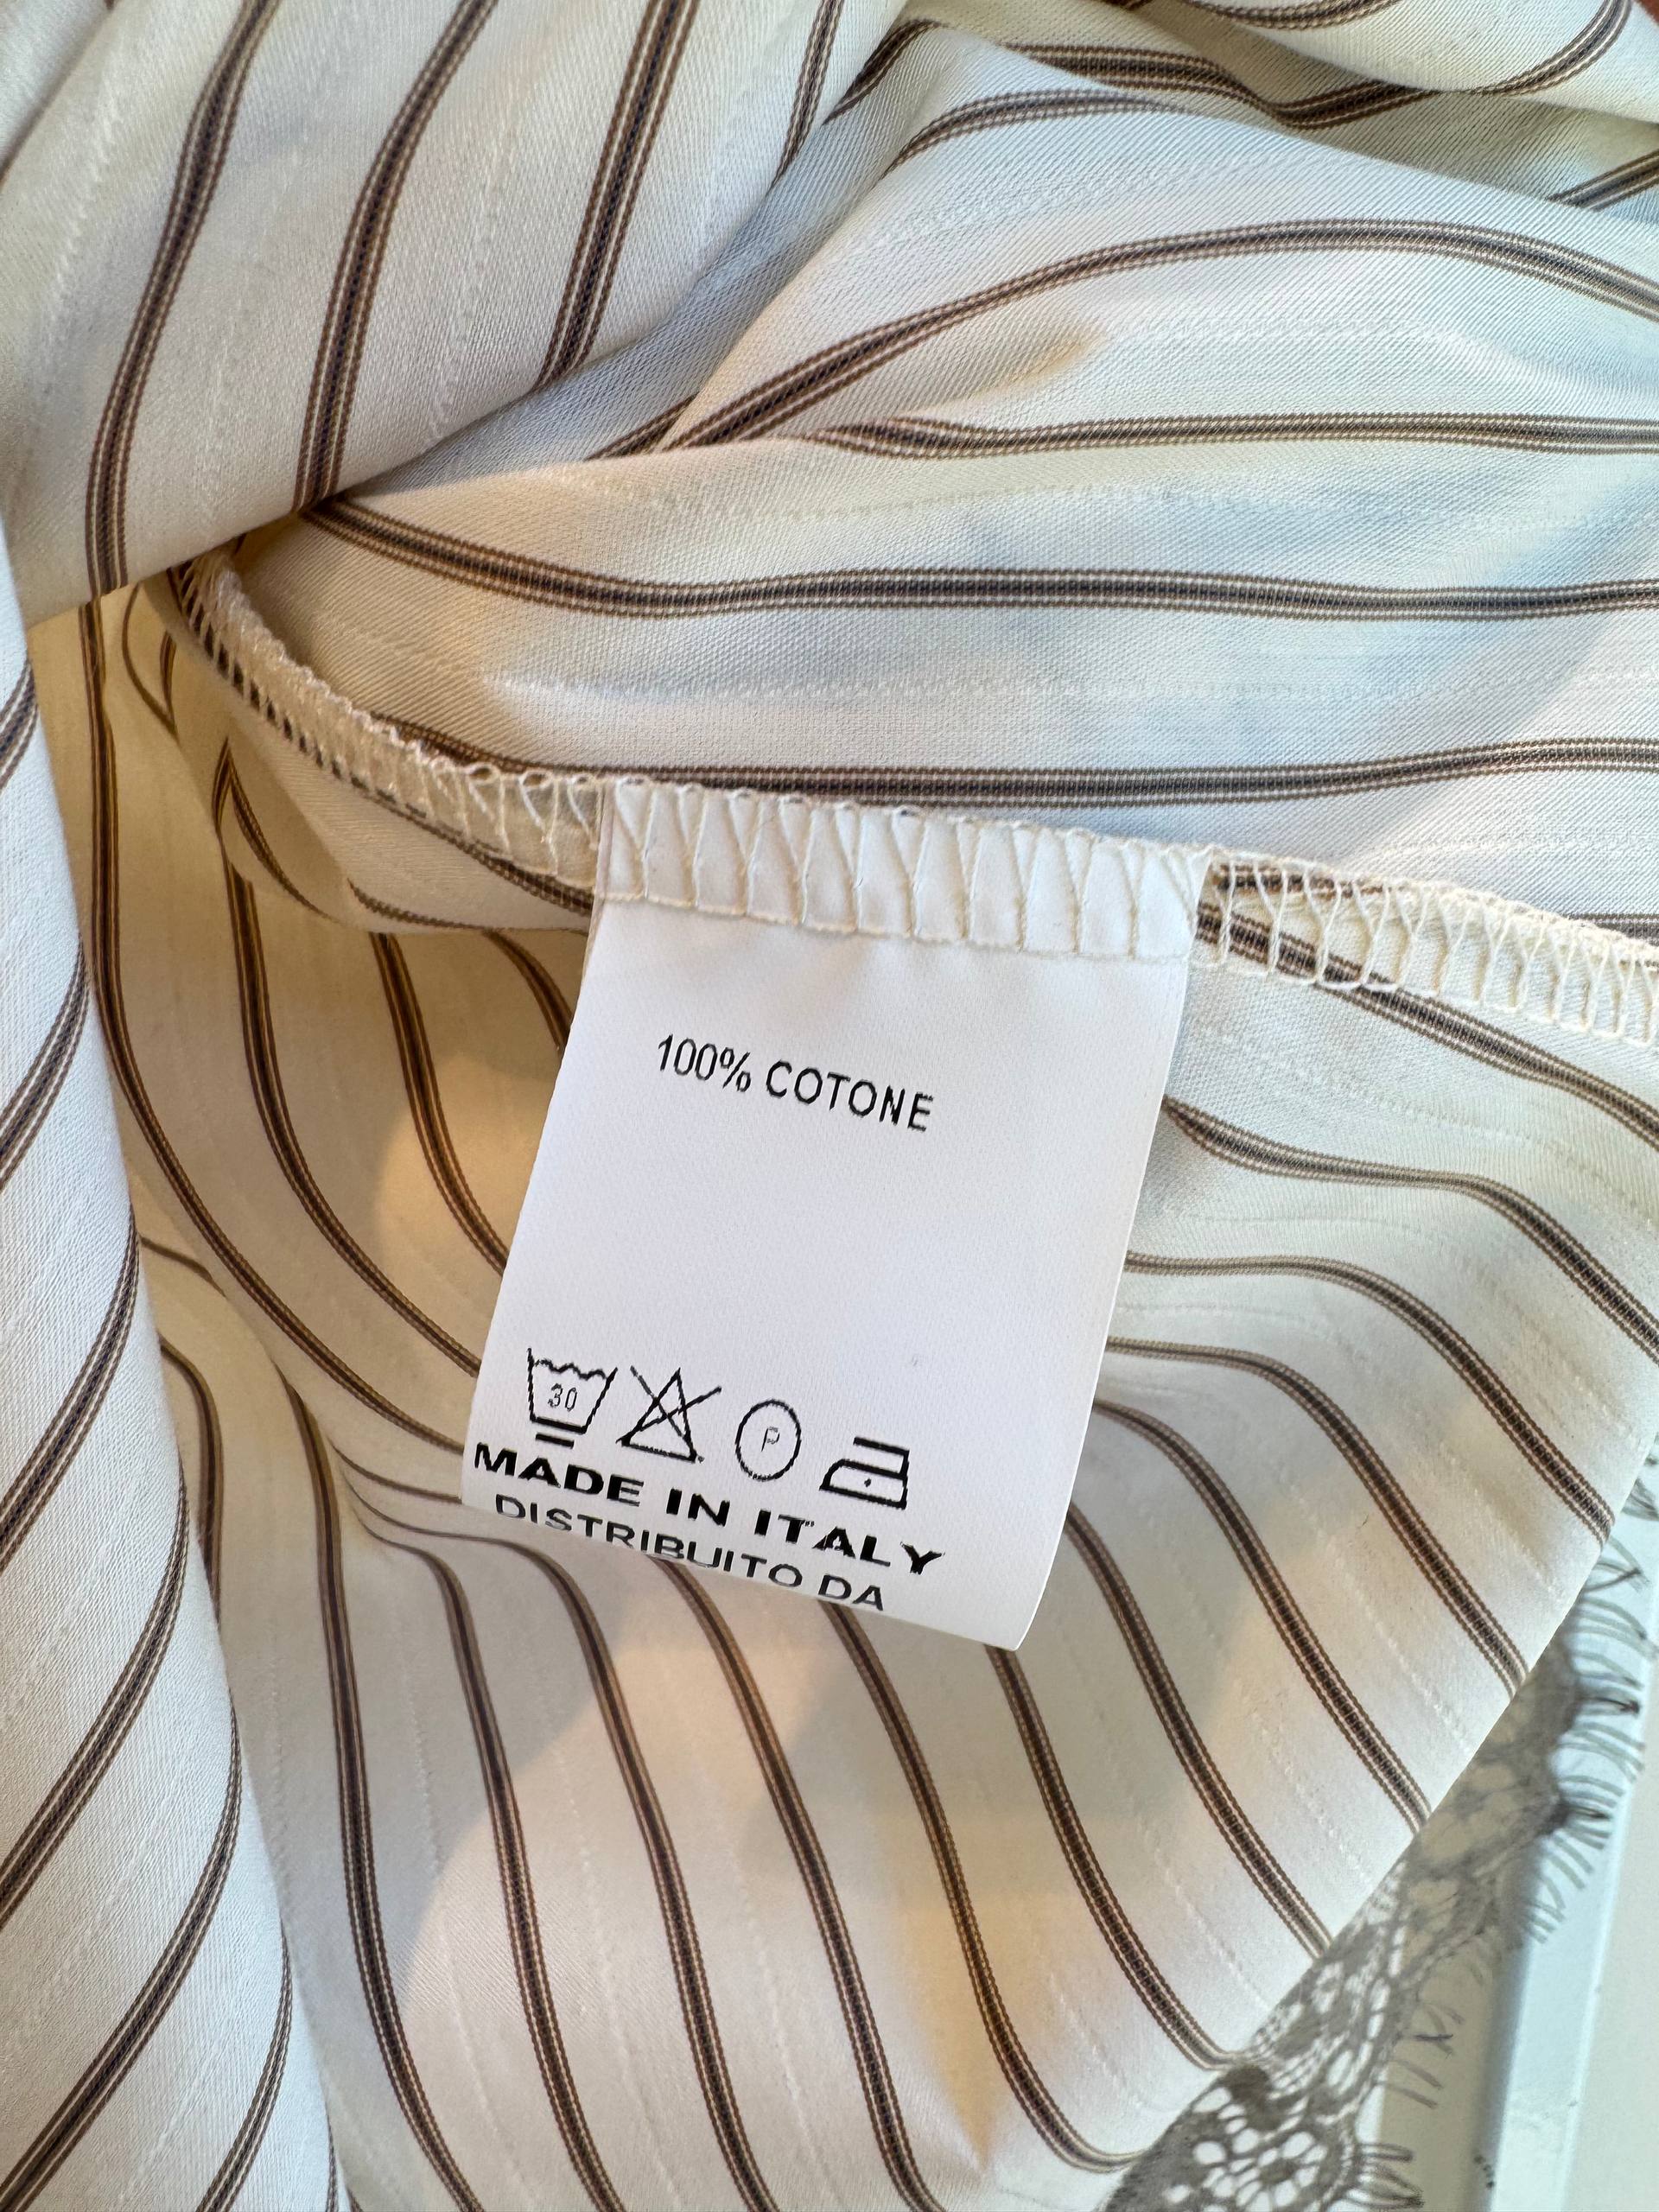 100% COTONE
30 P
MADE IN ITALY
DISTRIBUITO DA